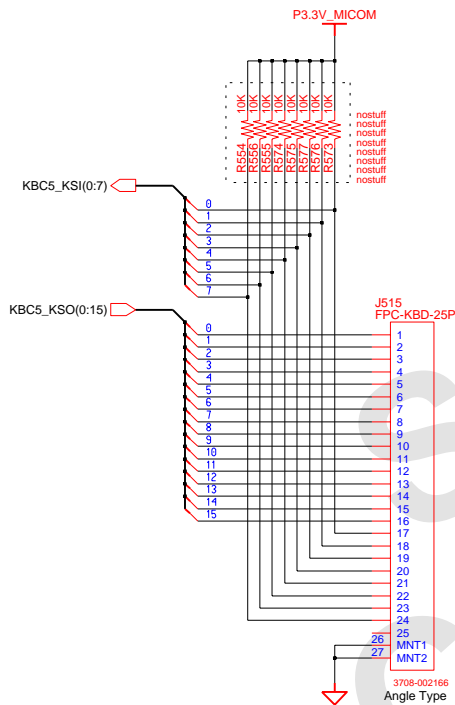 P3.3V_MICOM
10K 10K 10K 10K 10K 10K 10K 10K
R554 R556 R555 R574 R575 R577 R576 R573
nostuff
nostuff
nostuff
nostuff
nostuff
nostuff
nostuff
nostuff
KBC5_KSI(0:7)
0
1
2
3
4
5
6
7
KBC5_KSO(0:15)
J515
FPC-KBD-25P
0 1
1 2
2 3
3 4
4 5
5 6
6 7
7 8
8 9
9 10
10 11
11 12
12 13
13 14
14 15
15 16
17
18
19
20
21
22
23
24
25
26 MNT1
27 MNT2
3708-002166
Angle Type
S